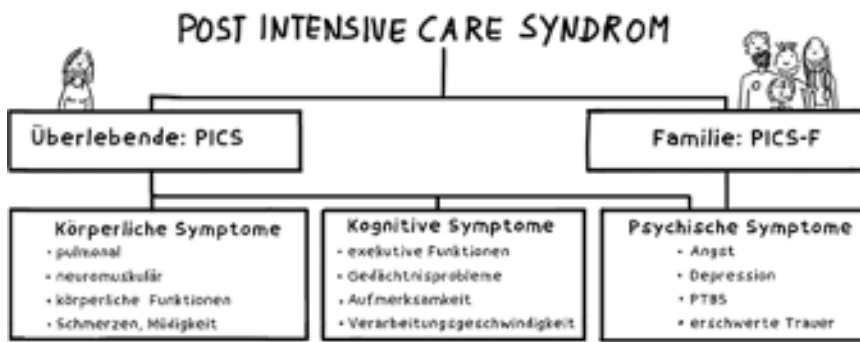 POST INTENSIVE CARE SYNDROM
Überlebende: PICS
Familie: PICS-F
Körperliche Symptome
• pulmonal
• neuromuskulär
• körperliche Funktionen
• Schmerzen, Müdigkeit
Kognitive Symptome
• exekutive Funktionen
• Gedächtnisprobleme
• Aufmerksamkeit
• Verarbeitungsgeschwindigkeit
Psychische Symptome
• Angst
• Depression
• PTBS
• erschwerte Trauer